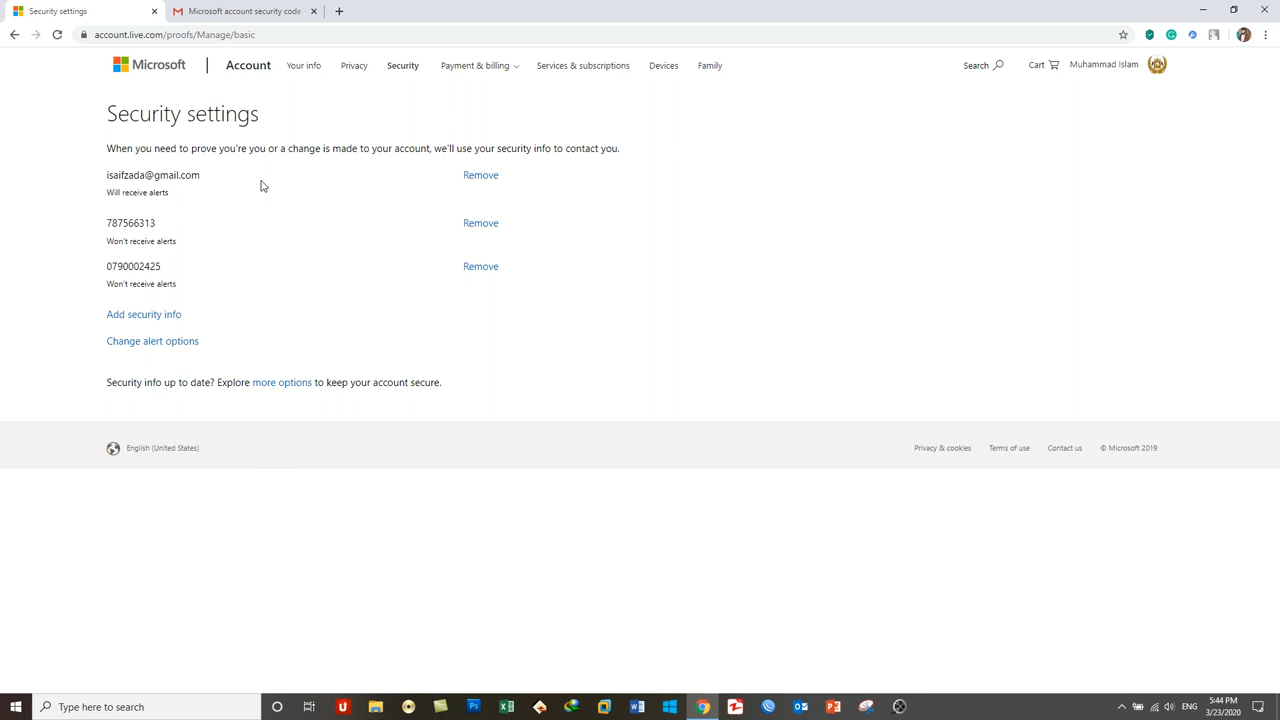 Security settings
Microsoft account security code
account.live.com/proofs/Manage/basic
Microsoft
Account
Your info
Privacy
Security
Payment & billing
Services & subscriptions
Devices
Family
Search
Cart
Muhammad Islam
Security settings
When you need to prove you're you or a change is made to your account, we'll use your security info to contact you.
isaifzada@gmail.com
Remove
Will receive alerts
787566313
Remove
Won't receive alerts
0790002425
Remove
Won't receive alerts
Add security info
Change alert options
Security info up to date? Explore more options to keep your account secure.
English (United States)
Privacy & cookies
Terms of use
Contact us
© Microsoft 2019
Type here to search
ENG
5:44 PM
3/23/2020